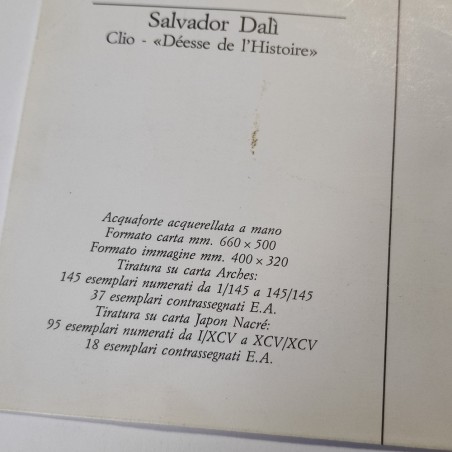 Salvador Dalì
Clio - «Déesse de l'Histoire»
Acquaforte acquerellata a mano
Formato carta mm. 660 × 500
Formato immagine mm. 400 × 320
Tiratura su carta Arches:
145 esemplari numerati da 1/145 a 145/145
37 esemplari contrassegnati E.A.
Tiratura su carta Japon Nacré:
95 esemplari numerati da I/XCV a XCV/XCV
18 esemplari contrassegnati E.A.